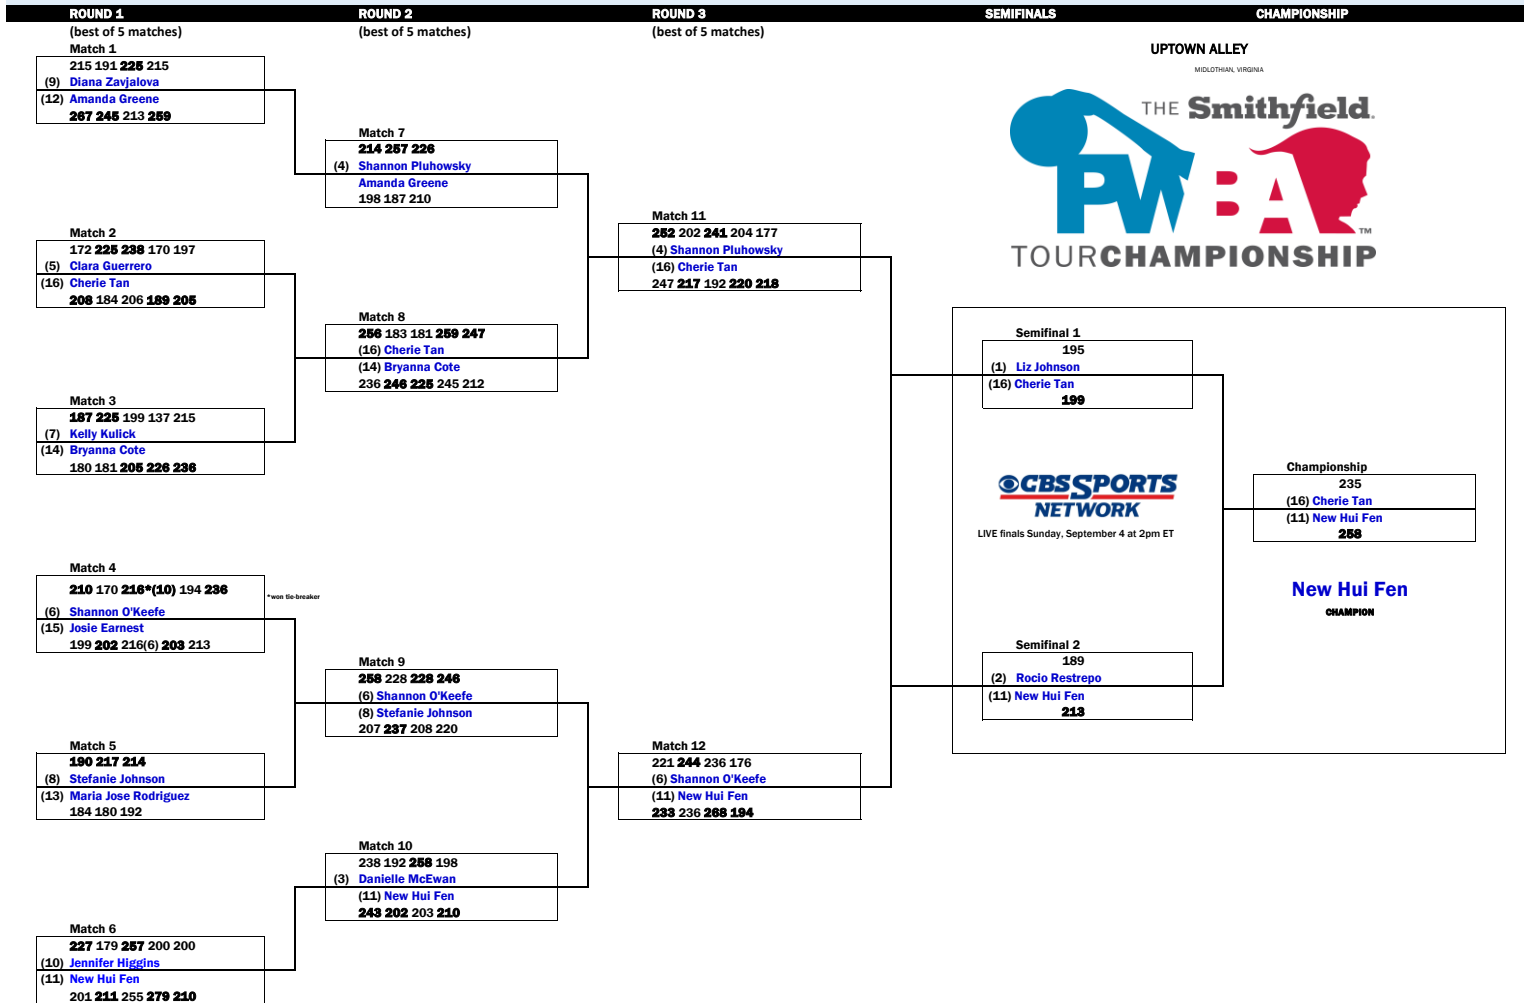 ROUND 1 ROUND 2 ROUND 3 SEMIFINALS CHAMPIONSHIP
(best of 5 matches) (best of 5 matches) (best of 5 matches)
Match 1
215 191 225 215
(9) Diana Zavjalova
(12) Amanda Greene
267 245 213 259
Match 2
172 225 238 170 197
(5) Clara Guerrero
(16) Cherie Tan
208 184 206 189 205
Match 3
187 225 199 137 215
(7) Kelly Kulick
(14) Bryanna Cote
180 181 205 226 236
Match 4
210 170 216*(10) 194 236
*won tie-breaker
(6) Shannon O'Keefe
(15) Josie Earnest
199 202 216(6) 203 213
Match 5
190 217 214
(8) Stefanie Johnson
(13) Maria Jose Rodriguez
184 180 192
Match 6
227 179 257 200 200
(10) Jennifer Higgins
(11) New Hui Fen
201 211 255 279 210
Match 7
214 257 226
(4) Shannon Pluhowsky
Amanda Greene
198 187 210
Match 8
256 183 181 259 247
(16) Cherie Tan
(14) Bryanna Cote
236 246 225 245 212
Match 9
258 228 228 246
(6) Shannon O'Keefe
(8) Stefanie Johnson
207 237 208 220
Match 10
238 192 258 198
(3) Danielle McEwan
(11) New Hui Fen
243 202 203 210
Match 11
252 202 241 204 177
(4) Shannon Pluhowsky
(16) Cherie Tan
247 217 192 220 218
Match 12
221 244 236 176
(6) Shannon O'Keefe
(11) New Hui Fen
233 236 268 194
UPTOWN ALLEY
MIDLOTHIAN, VIRGINIA
THE Smithfield.
PWBA™
TOURCHAMPIONSHIP
Semifinal 1
195
(1) Liz Johnson
(16) Cherie Tan
199
CBS SPORTS
NETWORK
LIVE finals Sunday, September 4 at 2pm ET
Semifinal 2
189
(2) Rocio Restrepo
(11) New Hui Fen
213
Championship
235
(16) Cherie Tan
(11) New Hui Fen
258
New Hui Fen
CHAMPION